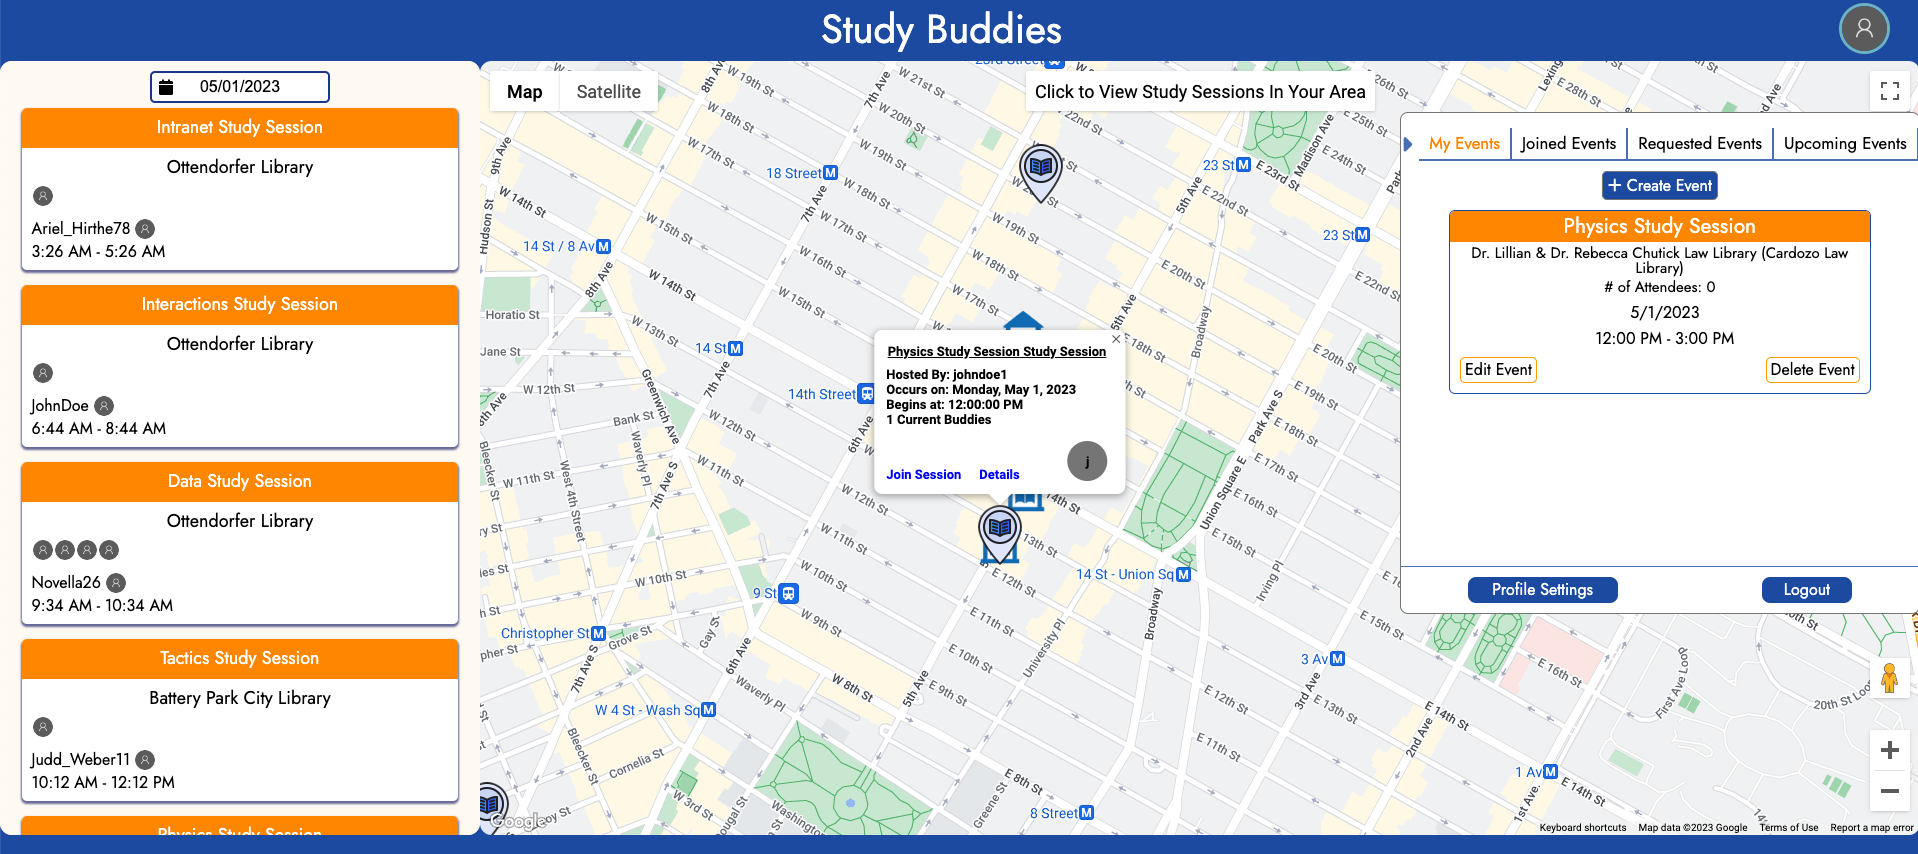 Study Buddies
05/01/2023
Intranet Study Session
Ottendorfer Library
Ariel_Hirthe78
3:26 AM - 5:26 AM
Interactions Study Session
Ottendorfer Library
JohnDoe
6:44 AM - 8:44 AM
Data Study Session
Ottendorfer Library
Novella26
9:34 AM - 10:34 AM
Tactics Study Session
Battery Park City Library
Judd_Weber11
10:12 AM - 12:12 PM
Physics Study Session
Map
Satellite
Click to View Study Sessions In Your Area
My Events
Joined Events
Requested Events
Upcoming Events
+ Create Event
Physics Study Session
Dr. Lillian & Dr. Rebecca Chutick Law Library (Cardozo Law
Library)
# of Attendees: 0
5/1/2023
12:00 PM - 3:00 PM
Edit Event
Delete Event
Profile Settings
Logout
Physics Study Session Study Session
Hosted By: johndoe1
Occurs on: Monday, May 1, 2023
Begins at: 12:00:00 PM
1 Current Buddies
Join Session
Details
j
23rd Street
8th Ave
W 19th St
7th Ave
W 21st St
W 18th St
W 17th St
9th Ave
18 Street M
W 19th St
W 18th St
W 17th St
W 20th St
22nd St
23 St M
E 23rd St
Madison Ave
E 25th St
E 24th St
E 26th St
E 28th St
Hudson St
W 14th St
W 15th St
W 16th St
14 St / 8 Av M
8th Ave
W 14th St
W 15th St
W 18th St
W 17th St
5th Ave
23 St M
E 22nd St
Horatio St
Jane St
W 13th St
14 St M
7th Ave
W 12th St
Greenwich Ave
14th Street
Bank St
W 12th St
6th Ave
Broadway
E 18th St
E 20th St
E 19th St
Park Ave S
E 18th St
E 17th St
E 16th St
E 15th St
Union Square E
Bleecker St
W 11th St
West 4th Street
Waverly Pl
7th Ave S
W 11th St
W 12th St
W 11th St
W 10th St
14th St
13th St
E 12th St
14 St - Union Sq M
Irving Pl
W 10th St
9 St
W 9th St
E 11th St
Christopher St M
Grove St
Gay St
6th Ave
University Pl
Broadway
E 10th St
E 9th St
W 8th St
5th Ave
Waverly Pl
7th Ave S
W 4 St - Wash Sq M
Bleecker St
Cornelia St
W 3rd St
E 8th St
Greene St
8 Street M
E 12th St
E 11th St
3 Av M
3rd Ave
E 13th St
E 14th St
2nd Ave
E 15th St
E 16th St
First Ave Loop
20th St Loop
1 Av M
1st Ave
E 14th St
Google
Keyboard shortcuts
Map data ©2023 Google
Terms of Use
Report a map error